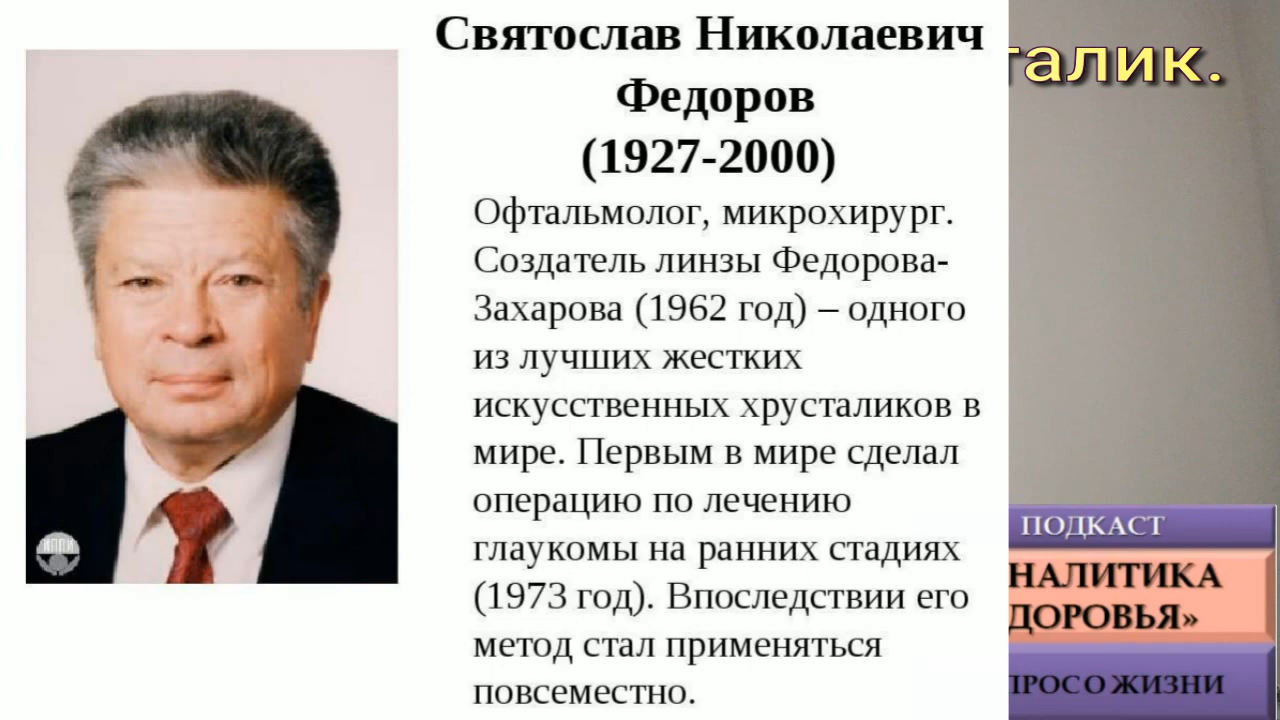 Святослав Николаевич
Федоров
(1927-2000)
Офтальмолог, микрохирург.
Создатель линзы Федорова-
Захарова (1962 год) – одного
из лучших жестких
искусственных хрусталиков в
мире. Первым в мире сделал
операцию по лечению
глаукомы на ранних стадиях
(1973 год). Впоследствии его
метод стал применяться
повсеместно.
талик.
ПОДКАСТ
НАЛИТИКА
ДОРОВЬЯ»
ПРОС О ЖИЗНИ